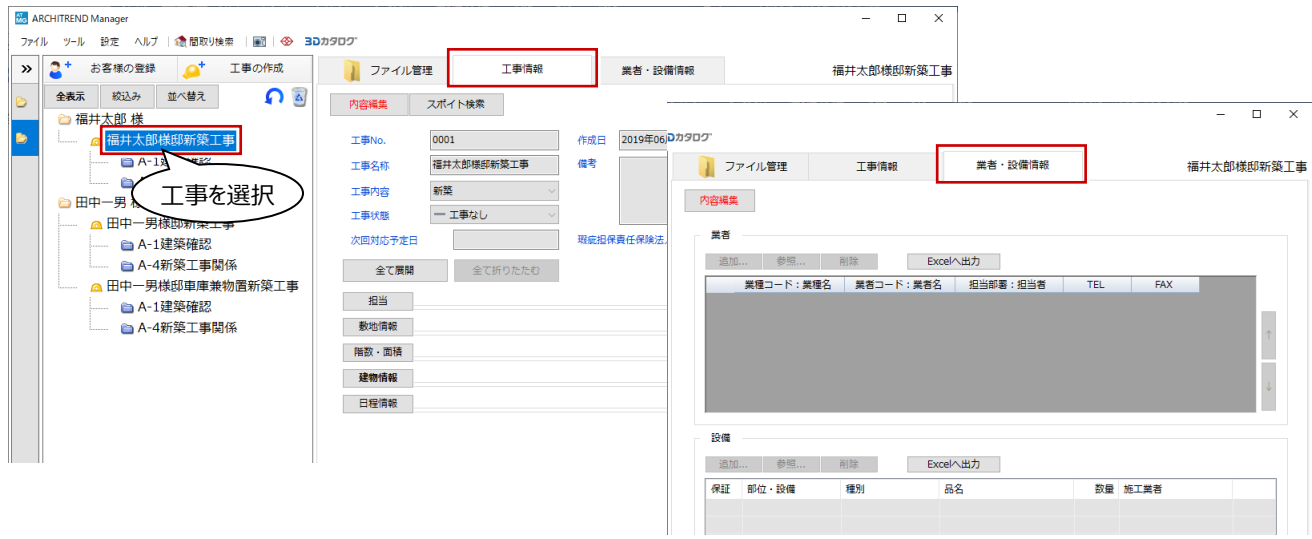 ARCHITREND Manager
ファイル ツール 設定 ヘルプ 間取り検索 3Dカタログ
お客様の登録 工事の作成
全表示 絞込み 並べ替え
福井太郎 様
福井太郎様邸新築工事
工事を選択
田中一男様邸新築工事
A-1建築確認
A-4新築工事関係
田中一男様邸車庫兼物置新築工事
A-1建築確認
A-4新築工事関係
ファイル管理 工事情報 業者・設備情報 福井太郎様邸新築工事
内容編集 スポイト検索
工事No. 0001 作成日 2019年06
工事名称 福井太郎様邸新築工事 備考
工事内容 新築
工事状態 工事なし
次回対応予定日 瑕疵担保責任保険法
全て展開 全て折りたたむ
担当
敷地情報
階数・面積
建物情報
日程情報
Dカタログ
ファイル管理 工事情報 業者・設備情報 福井太郎様邸新築工事
内容編集
業者
追加... 参照... 削除 Excelへ出力
業種コード：業種名 業者コード：業者名 担当部署：担当者 TEL FAX
↑
↓
設備
追加... 参照... 削除 Excelへ出力
保証 部位・設備 種別 品名 数量 施工業者